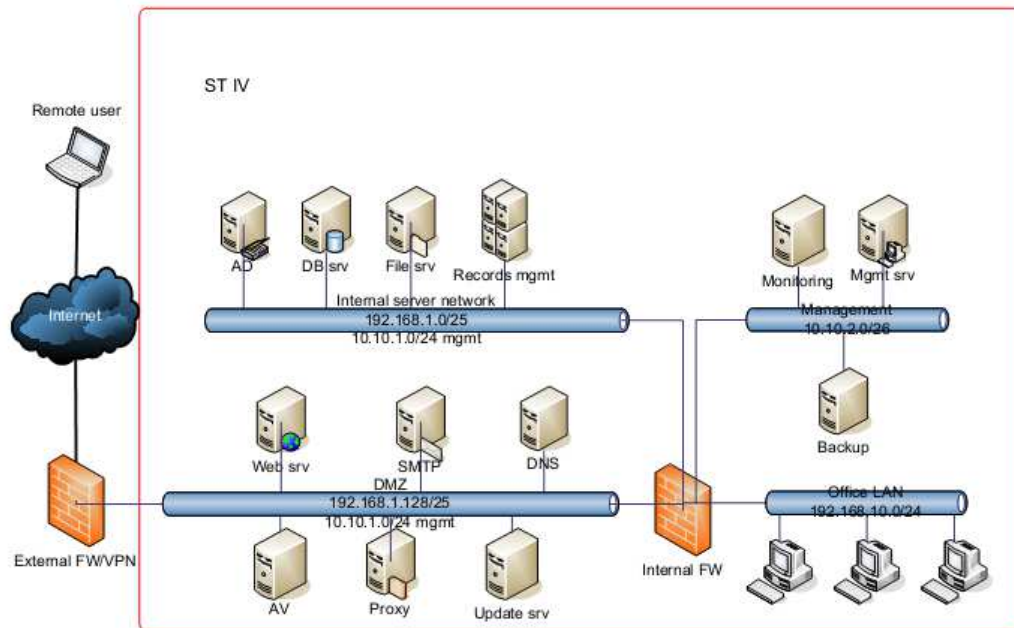 ST IV
Remote user
AD
DB srv
File srv
Records mgmt
Monitoring
Mgmt srv
Internet
Internal server network
192.168.1.0/25
10.10.1.0/24 mgmt
Management
10.10.2.0/26
Backup
Web srv
SMTP
DNS
DMZ
192.168.1.128/25
10.10.1.0/24 mgmt
Office LAN
192.168.10.0/24
External FW/VPN
Internal FW
AV
Proxy
Update srv